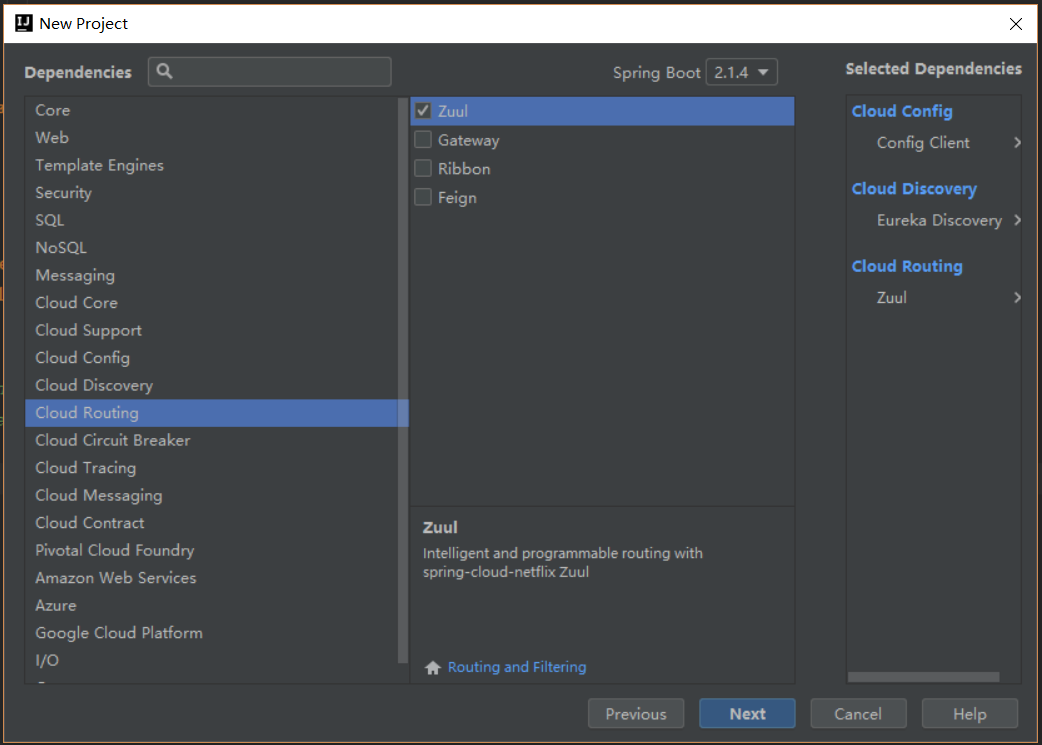 New Project
Dependencies
Spring Boot 2.1.4
Selected Dependencies
Core
Web
Template Engines
Security
SQL
NoSQL
Messaging
Cloud Core
Cloud Support
Cloud Config
Cloud Discovery
Cloud Routing
Cloud Circuit Breaker
Cloud Tracing
Cloud Messaging
Cloud Contract
Pivotal Cloud Foundry
Amazon Web Services
Azure
Google Cloud Platform
I/O
Zuul
Gateway
Ribbon
Feign
Zuul
Intelligent and programmable routing with
spring-cloud-netflix Zuul
Routing and Filtering
Cloud Config
Config Client
Cloud Discovery
Eureka Discovery
Cloud Routing
Zuul
Previous
Next
Cancel
Help